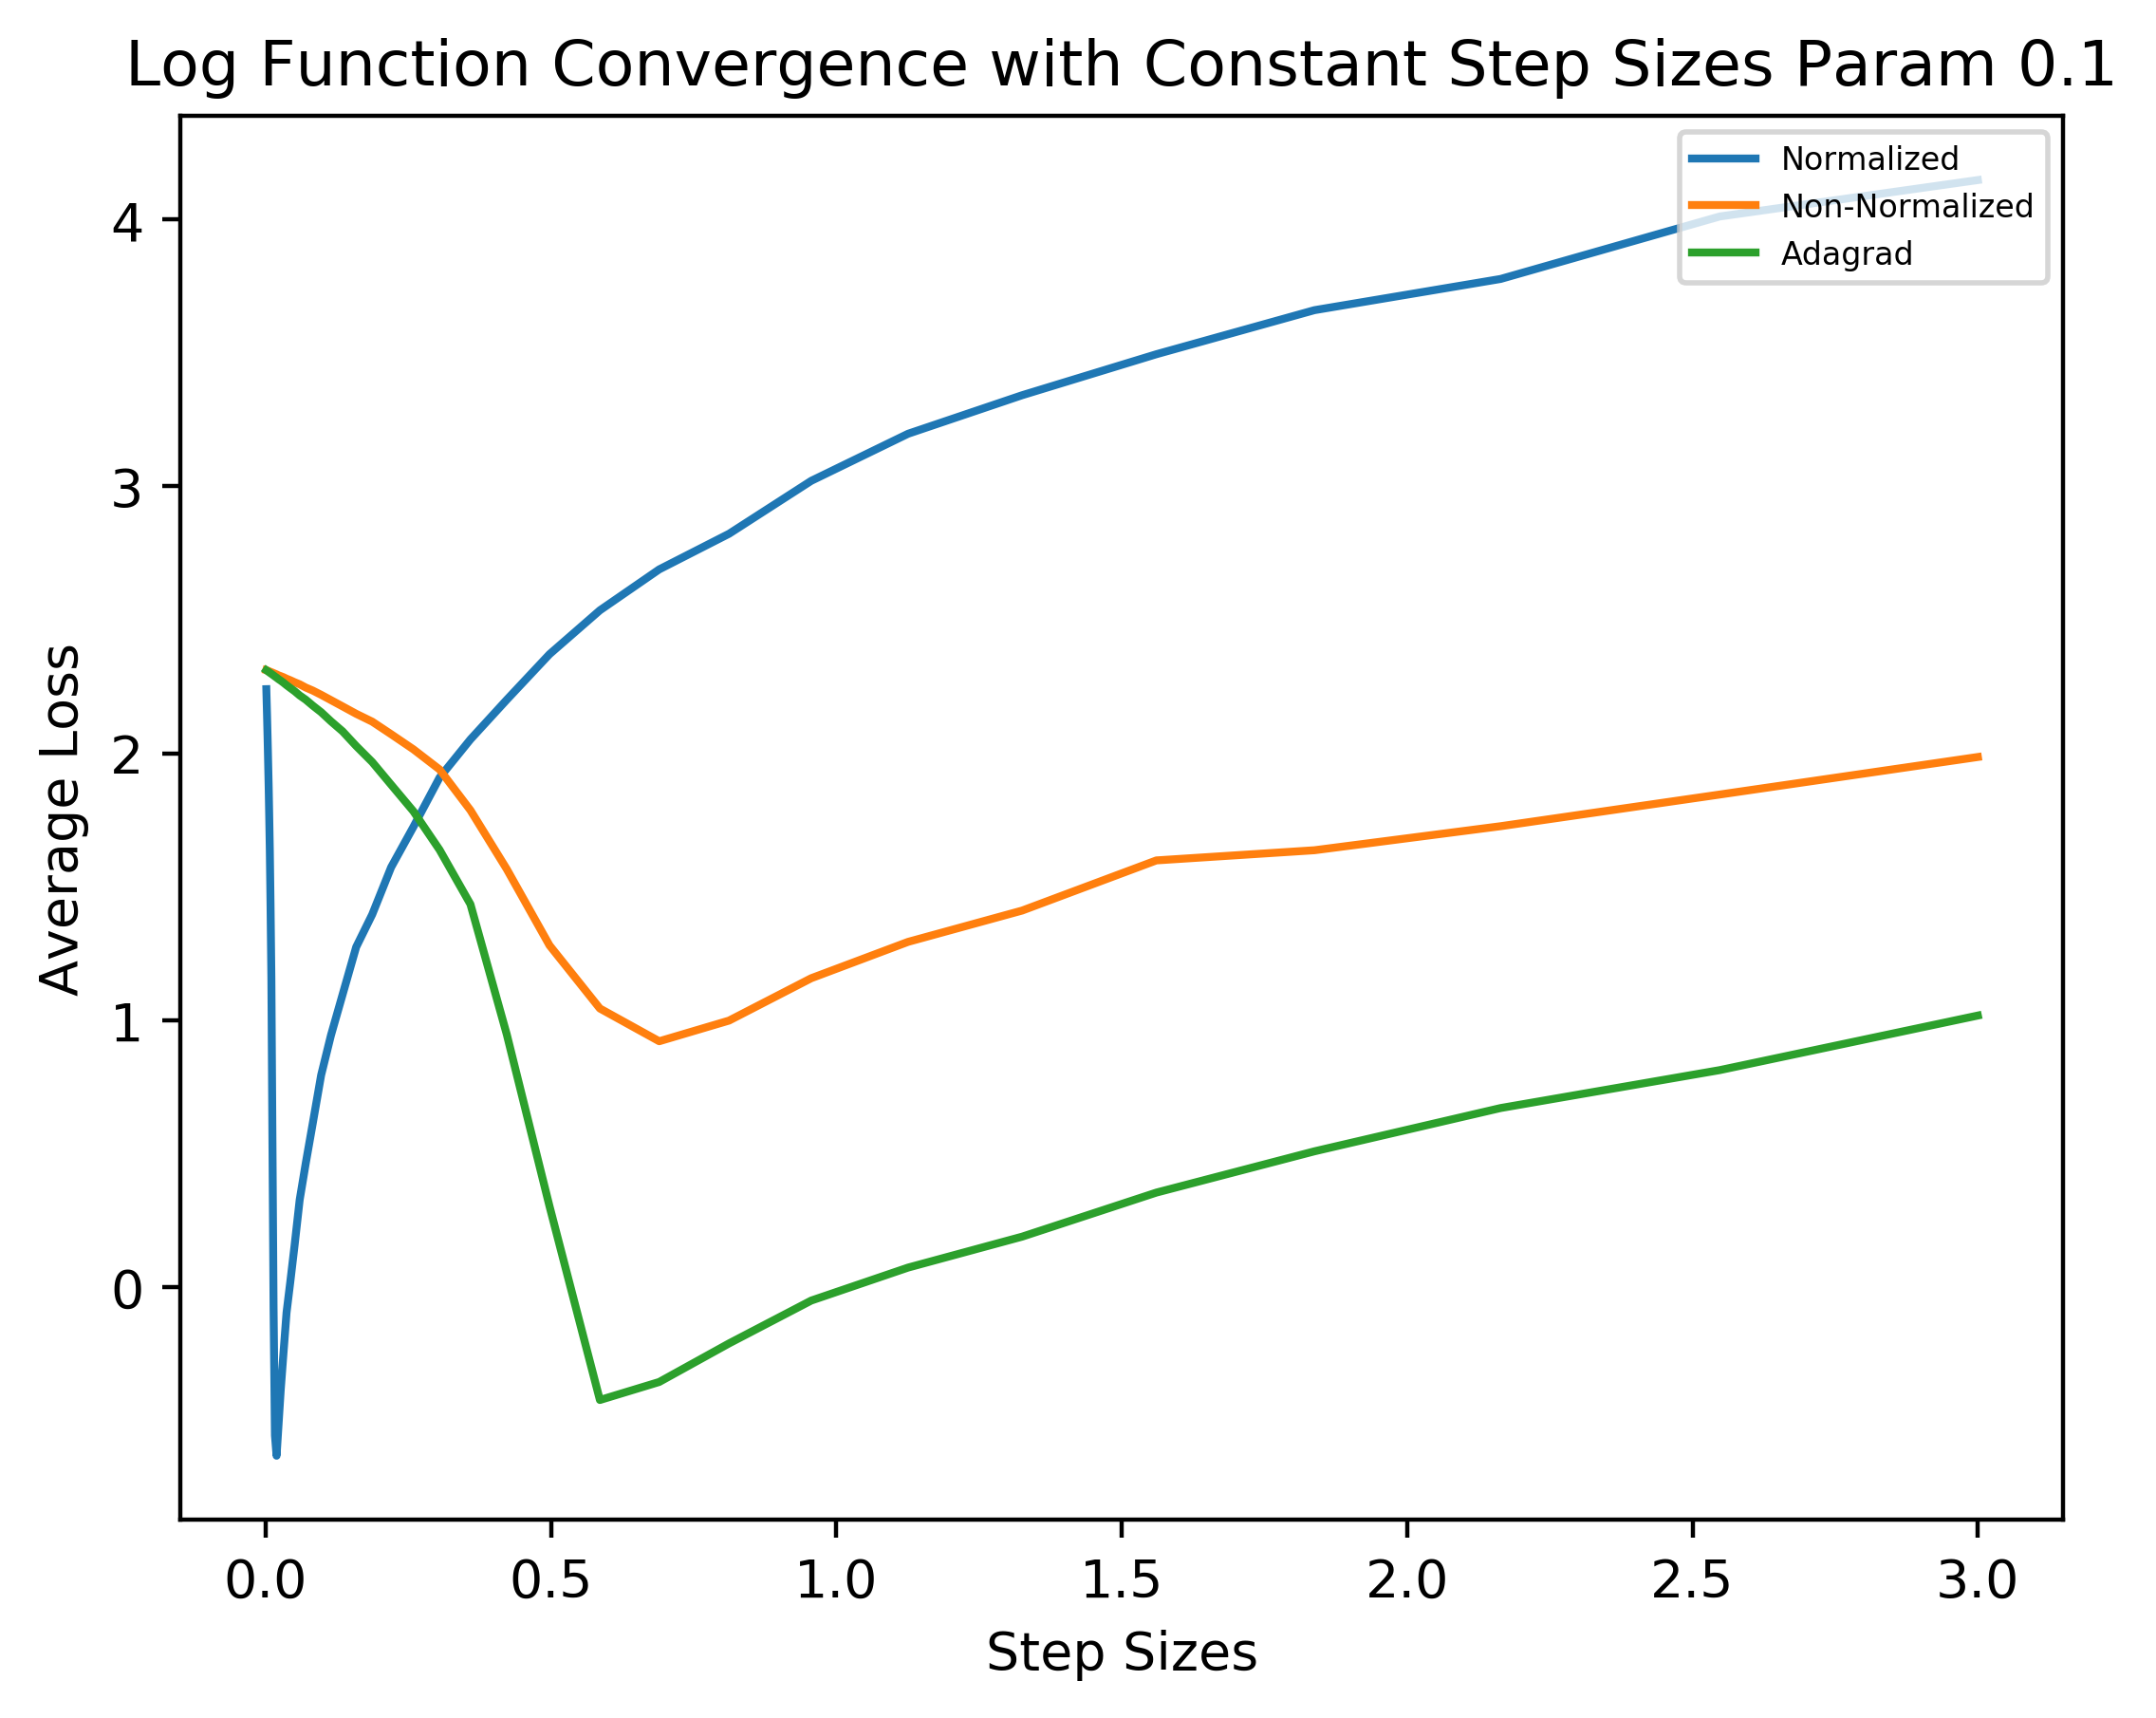 Log Function Convergence with Constant Step Sizes Param 0.1
Normalized
Non-Normalized
Adagrad
4
3
2
1
0
Average Loss
0.0 0.5 1.0 1.5 2.0 2.5 3.0
Step Sizes